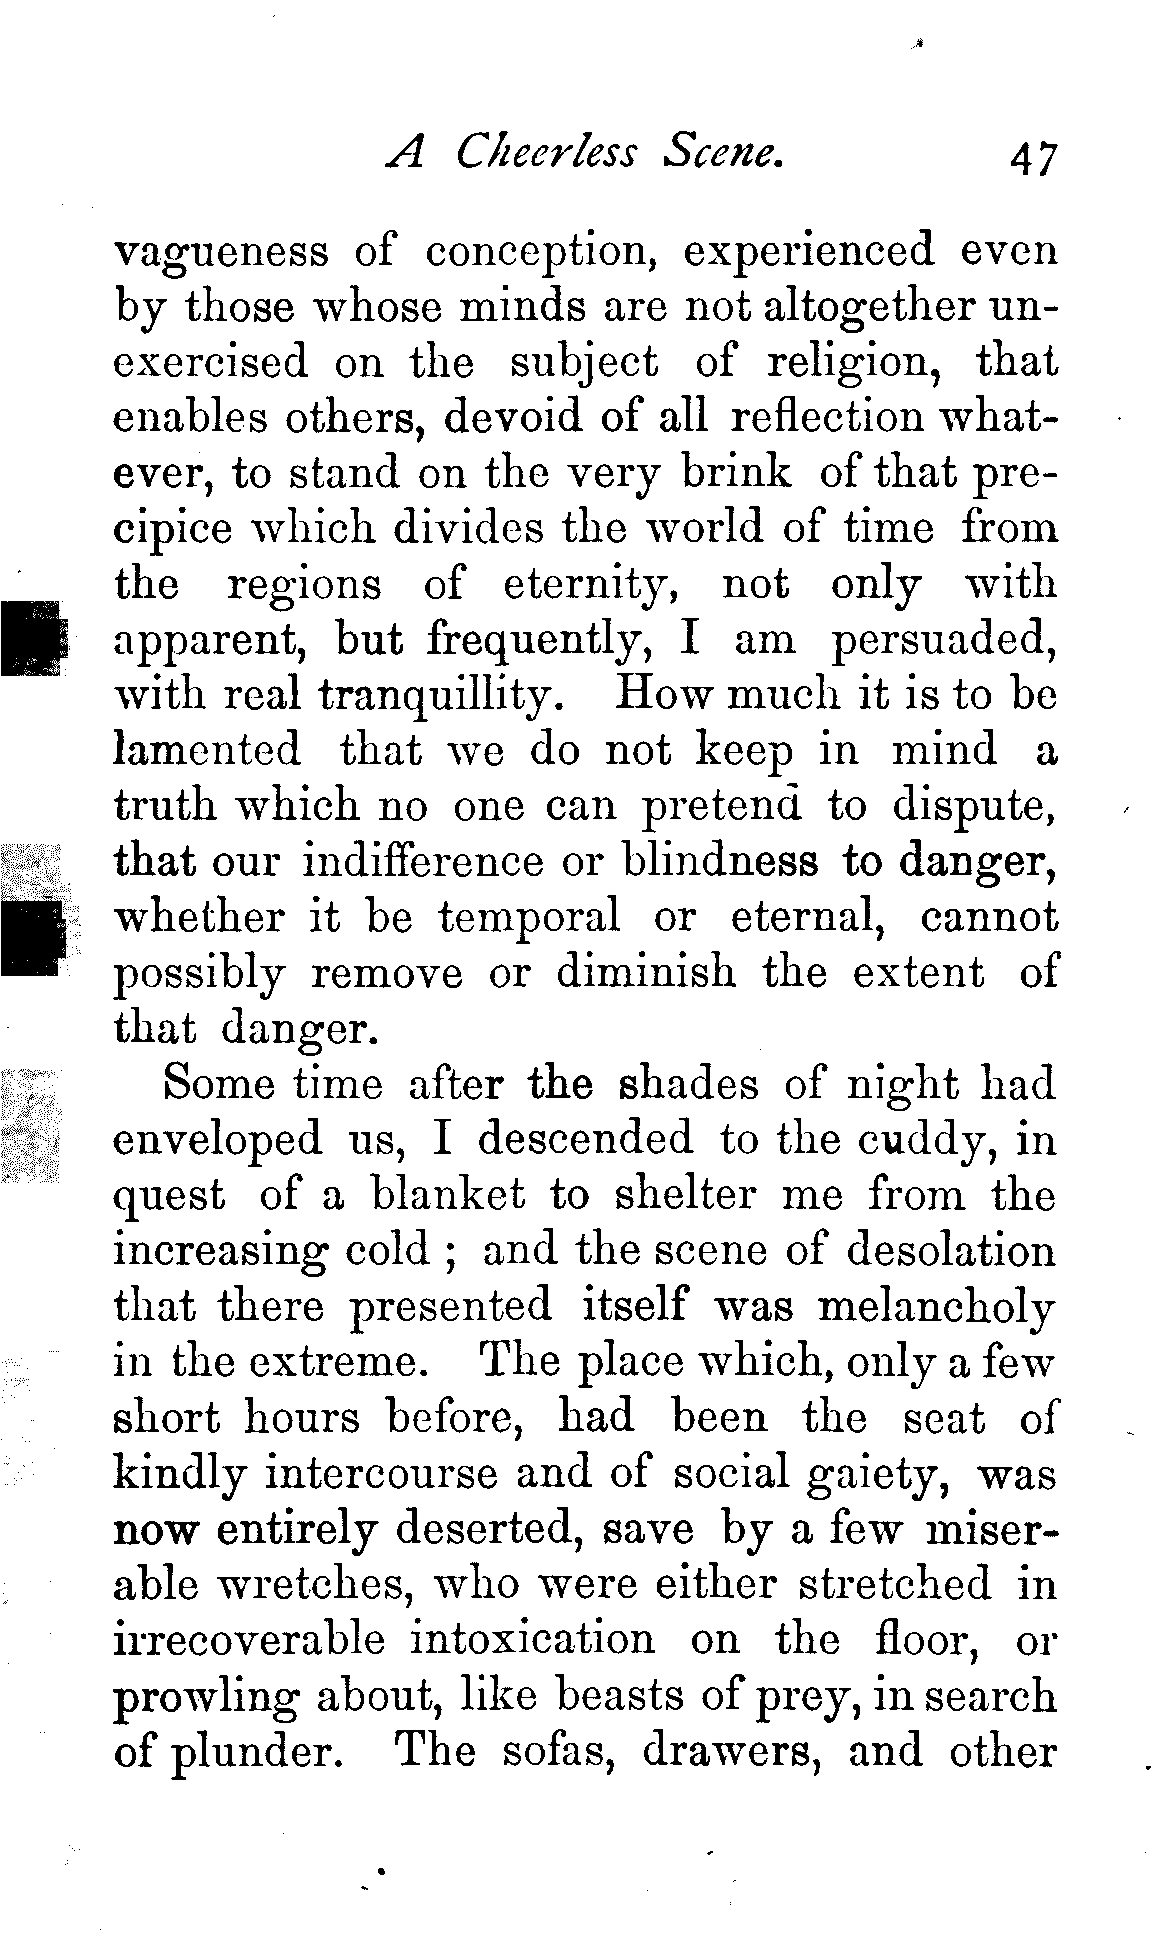 A Cheerless Scene. 47
vagueness of conception, experienced even
by those whose minds are not altogether un-
exercised on the subject of religion, that
enables others, devoid of all reflection what-
ever, to stand on the very brink of that pre-
cipice which divides the world of time from
the regions of eternity, not only with
apparent, but frequently, I am persuaded,
with real tranquillity. How much it is to be
lamented that we do not keep in mind a
truth which no one can pretend to dispute,
that our indifference or blindness to danger,
whether it be temporal or eternal, cannot
possibly remove or diminish the extent of
that danger.
Some time after the shades of night had
enveloped us, I descended to the cuddy, in
quest of a blanket to shelter me from the
increasing cold ; and the scene of desolation
that there presented itself was melancholy
in the extreme. The place which, only a few
short hours before, had been the seat of
kindly intercourse and of social gaiety, was
now entirely deserted, save by a few miser-
able wretches, who were either stretched in
irrecoverable intoxication on the floor, or
prowling about, like beasts of prey, in search
of plunder. The sofas, drawers, and other